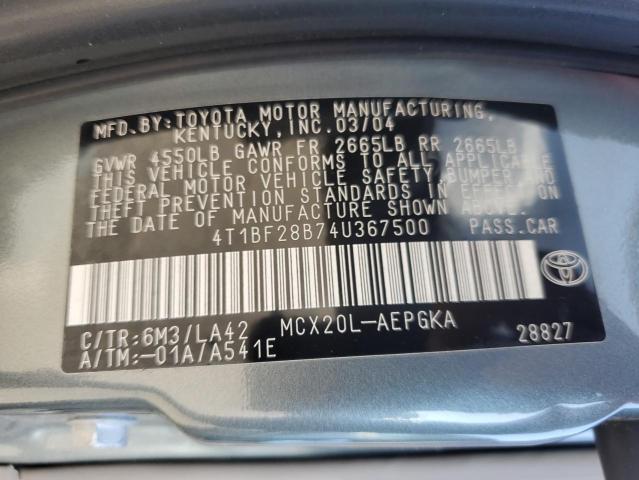 MFD.BY:TOYOTA MOTOR MANUFACTURING,
KENTUCKY,INC.03/04
GVWR 4550LB GAWR FR 2665LB RR 2665LB
THIS VEHICLE CONFORMS TO ALL APPLICABLE
FEDERAL MOTOR VEHICLE SAFETY,BUMPER,AND
THEFT PREVENTION STANDARDS IN EFFECT ON
THE DATE OF MANUFACTURE SHOWN ABOVE.
4T1BF28B74U367500 PASS.CAR
C/TR:6M3/LA42 MCX20L-AEPGKA
A/TM:-01A/A541E 28827